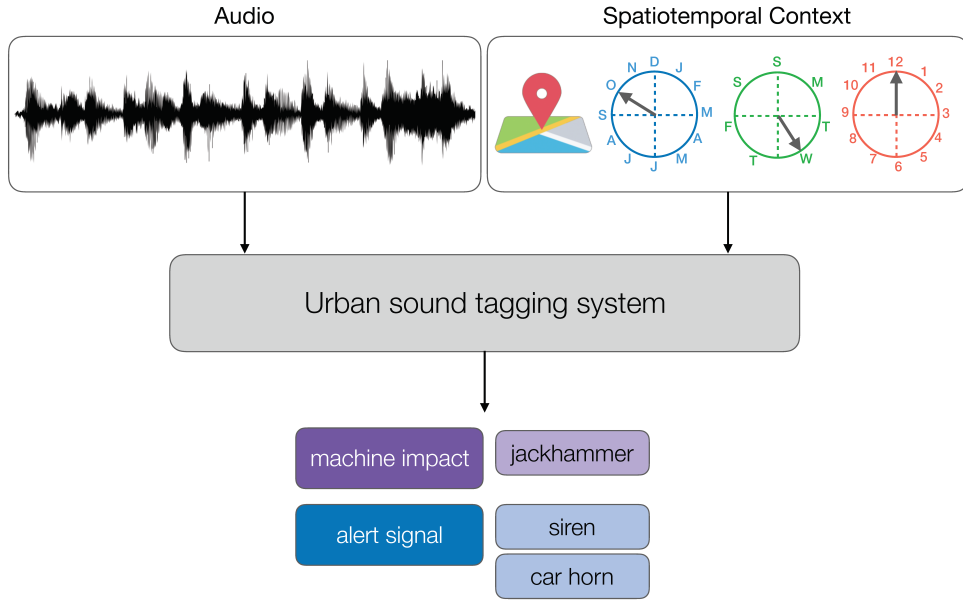 Audio
Spatiotemporal Context
D
N
J
O
F
S
M
A
A
J
M
J
S
S
M
F
T
T
W
12
11
1
10
2
9
3
8
4
7
5
6
Urban sound tagging system
machine impact
jackhammer
alert signal
siren
car horn